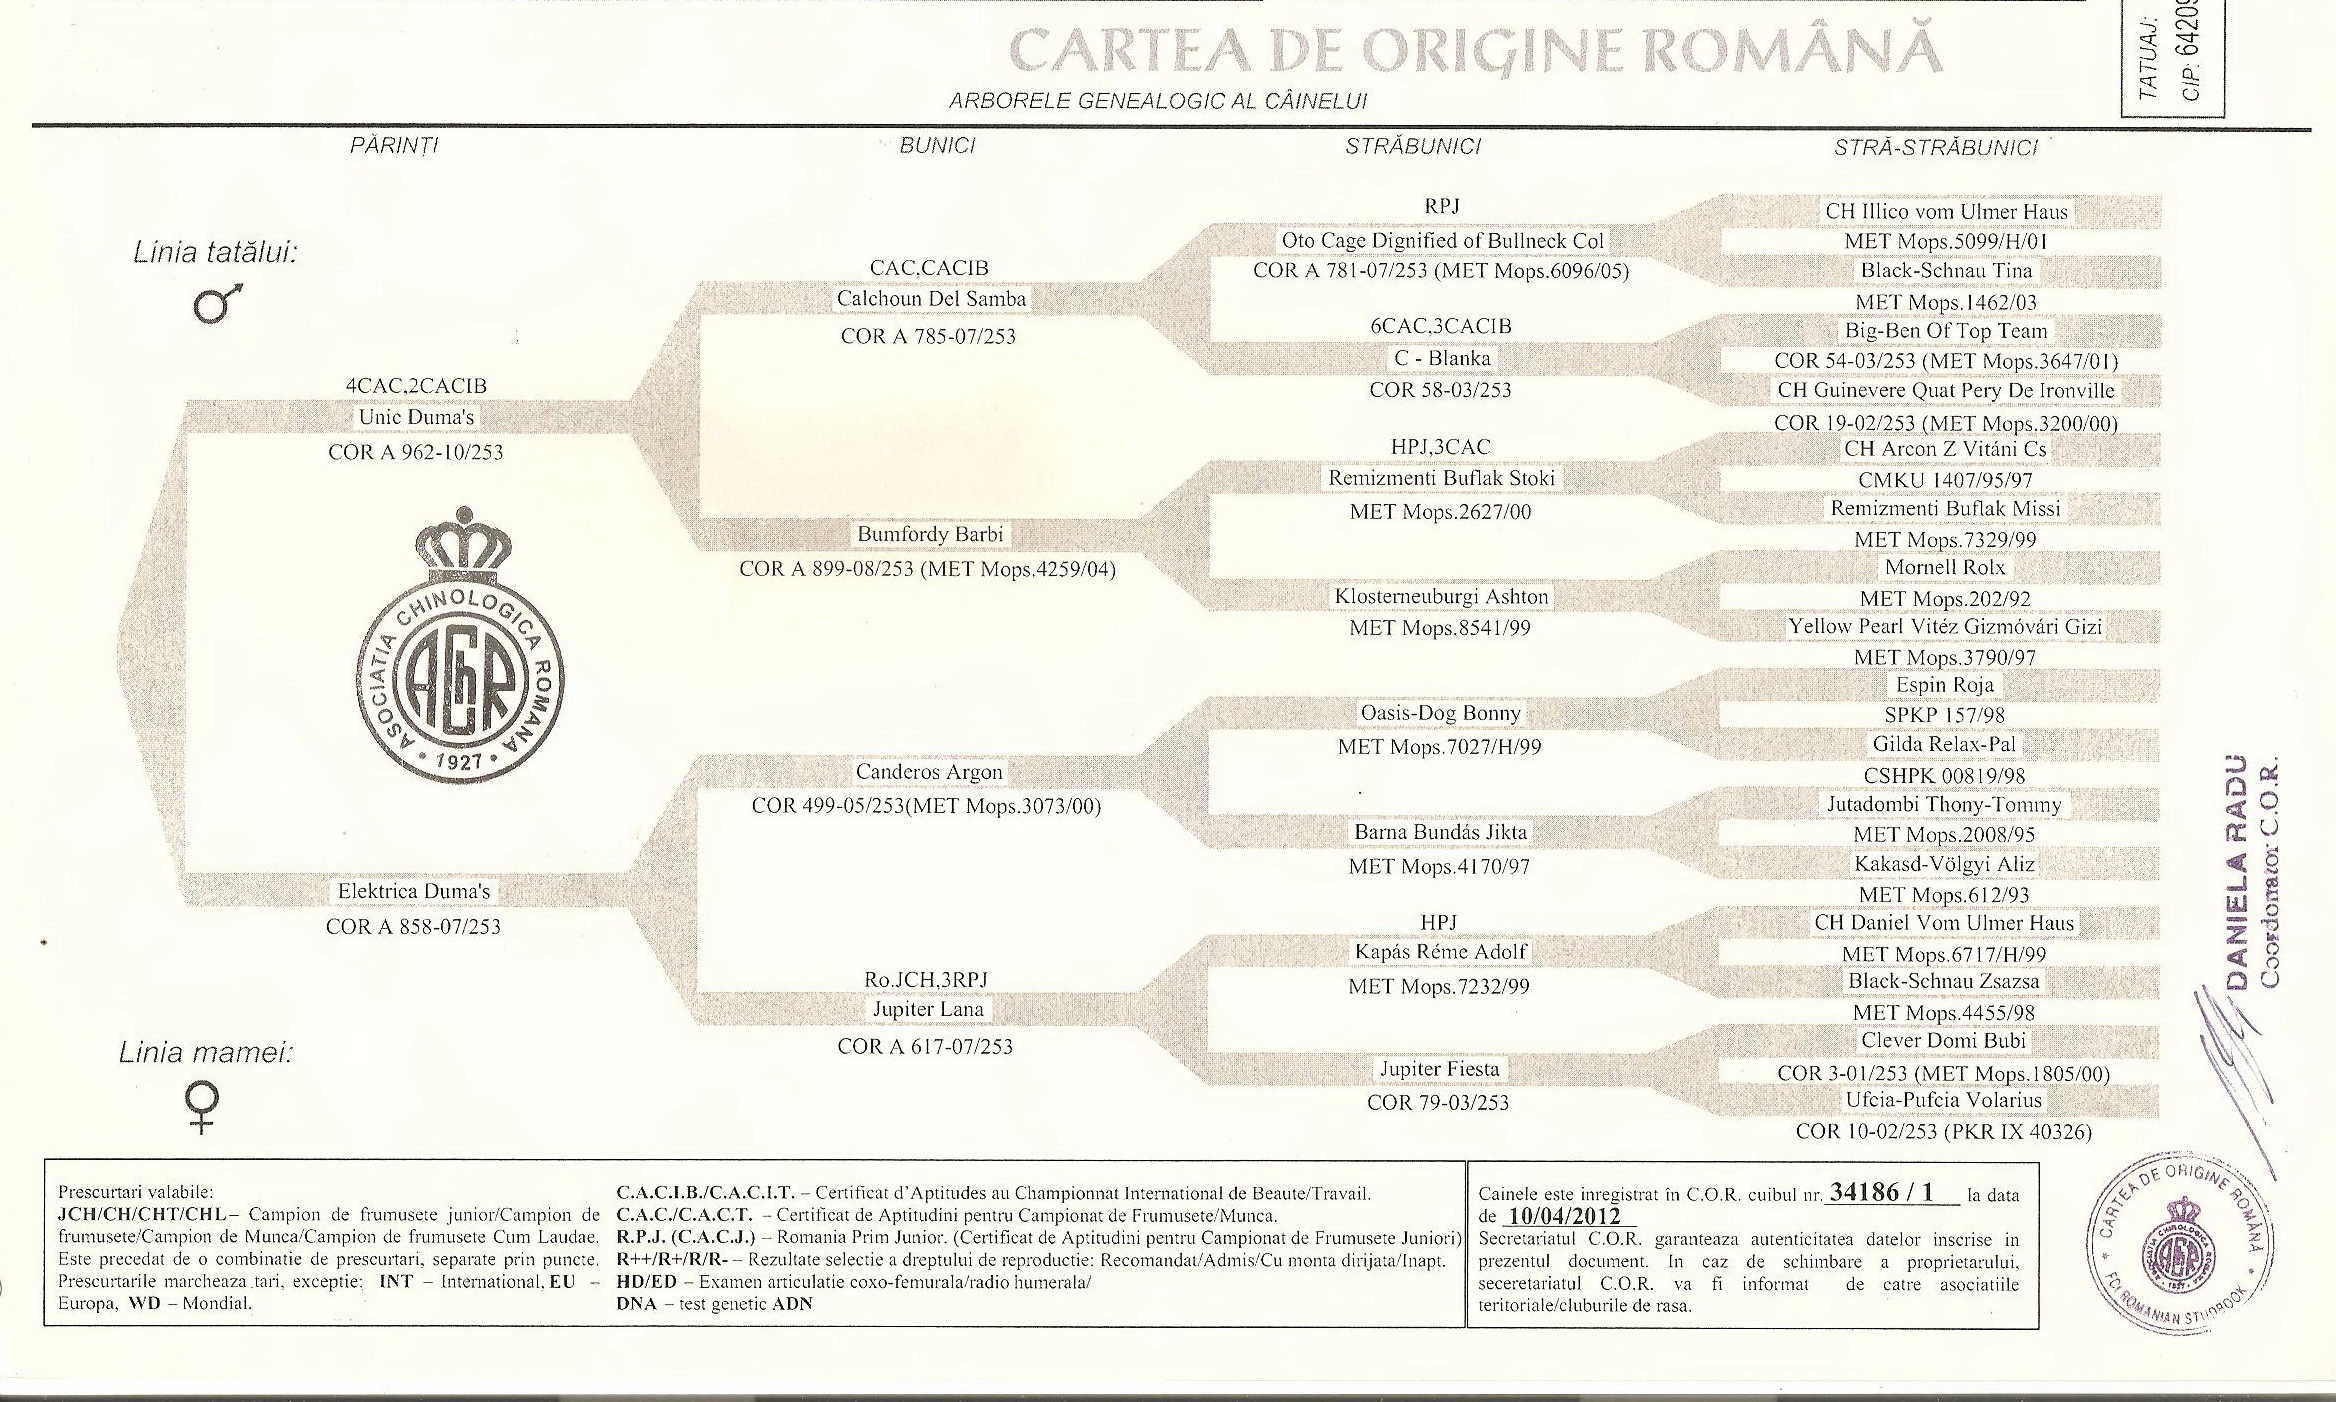 CARTEA DE ORIGINE ROMÂNĂ
ARBORELE GENEALOGIC AL CÂINELUI
TATUAJ:
CIP: 64209
PĂRINȚI
BUNICI
STRĂBUNICI
STRĂ-STRĂBUNICI
Linia tatălui:
4CAC,2CACIB
Unic Duma's
COR A 962-10/253
ASOCIATIA CHINOLOGICA ROMANA
AChR
• 1927 •
Elektrica Duma's
COR A 858-07/253
Linia mamei:
CAC,CACIB
Calchoun Del Samba
COR A 785-07/253
Bumfordy Barbi
COR A 899-08/253 (MET Mops.4259/04)
Canderos Argon
COR 499-05/253(MET Mops.3073/00)
Ro.JCH,3RPJ
Jupiter Lana
COR A 617-07/253
RPJ
Oto Cage Dignified of Bullneck Col
COR A 781-07/253 (MET Mops.6096/05)
6CAC,3CACIB
C - Blanka
COR 58-03/253
HPJ,3CAC
Remizmenti Buflak Stoki
MET Mops.2627/00
Klosterneuburgi Ashton
MET Mops.8541/99
Oasis-Dog Bonny
MET Mops.7027/H/99
Barna Bundás Jikta
MET Mops.4170/97
HPJ
Kapás Réme Adolf
MET Mops.7232/99
Jupiter Fiesta
COR 79-03/253
CH Illico vom Ulmer Haus
MET Mops.5099/H/01
Black-Schnau Tina
MET Mops.1462/03
Big-Ben Of Top Team
COR 54-03/253 (MET Mops.3647/01)
CH Guinevere Quat Pery De Ironville
COR 19-02/253 (MET Mops.3200/00)
CH Arcon Z Vitáni Cs
CMKU 1407/95/97
Remizmenti Buflak Missi
MET Mops.7329/99
Mornell Rolx
MET Mops.202/92
Yellow Pearl Vitéz Gizmóvári Gizi
MET Mops.3790/97
Espin Roja
SPKP 157/98
Gilda Relax-Pal
CSHPK 00819/98
Jutadombi Thony-Tommy
MET Mops.2008/95
Kakasd-Völgyi Aliz
MET Mops.612/93
CH Daniel Vom Ulmer Haus
MET Mops.6717/H/99
Black-Schnau Zsazsa
MET Mops.4455/98
Clever Domi Bubi
COR 3-01/253 (MET Mops.1805/00)
Ufcia-Pufcia Volarius
COR 10-02/253 (PKR IX 40326)
DANIELA RADU
Coordonator C.O.R.
Prescurtari valabile:
JCH/CH/CHT/CHL– Campion de frumusete junior/Campion de
frumusete/Campion de Munca/Campion de frumusete Cum Laudae.
Este precedat de o combinatie de prescurtari, separate prin puncte.
Prescurtarile marcheaza tari, exceptie: INT – International, EU –
Europa, WD – Mondial.
C.A.C.I.B./C.A.C.I.T. – Certificat d'Aptitudes au Championnat International de Beaute/Travail.
C.A.C./C.A.C.T. – Certificat de Aptitudini pentru Campionat de Frumusete/Munca.
R.P.J. (C.A.C.J.) – Romania Prim Junior. (Certificat de Aptitudini pentru Campionat de Frumusete Juniori)
R++/R+/R/R- – Rezultate selectie a dreptului de reproductie: Recomandat/Admis/Cu monta dirijata/Inapt.
HD/ED – Examen articulatie coxo-femurala/radio humerala/
DNA – test genetic ADN
Cainele este inregistrat în C.O.R. cuibul nr. 34186 / 1 la data
de 10/04/2012
Secretariatul C.O.R. garanteaza autenticitatea datelor inscrise in
prezentul document. In caz de schimbare a proprietarului,
seceretariatul C.O.R. va fi informat de catre asociatiile
teritoriale/cluburile de rasa.
* CARTEA DE ORIGINE ROMÂNĂ *
FCI ROMANIAN STUDBOOK